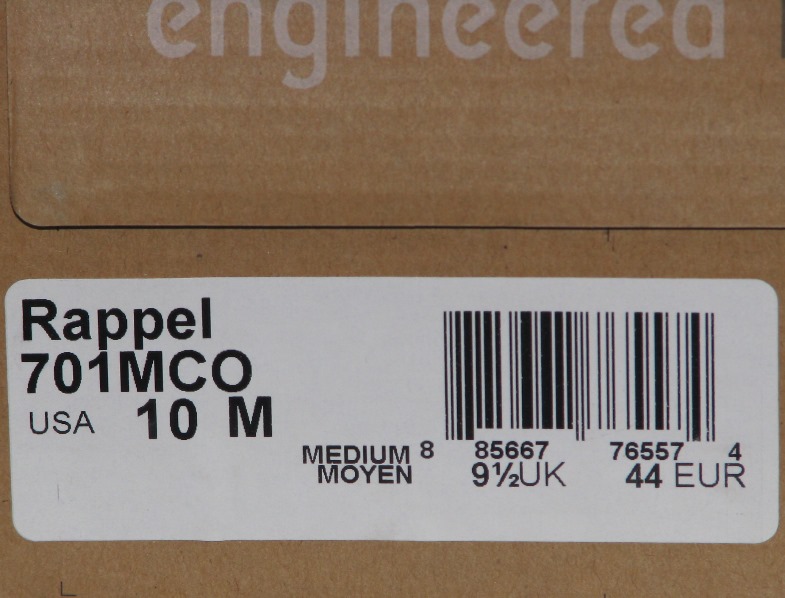 engineered
Rappel
701MCO
USA 10 M
MEDIUM
MOYEN
8 85667 76557 4
9½UK 44 EUR